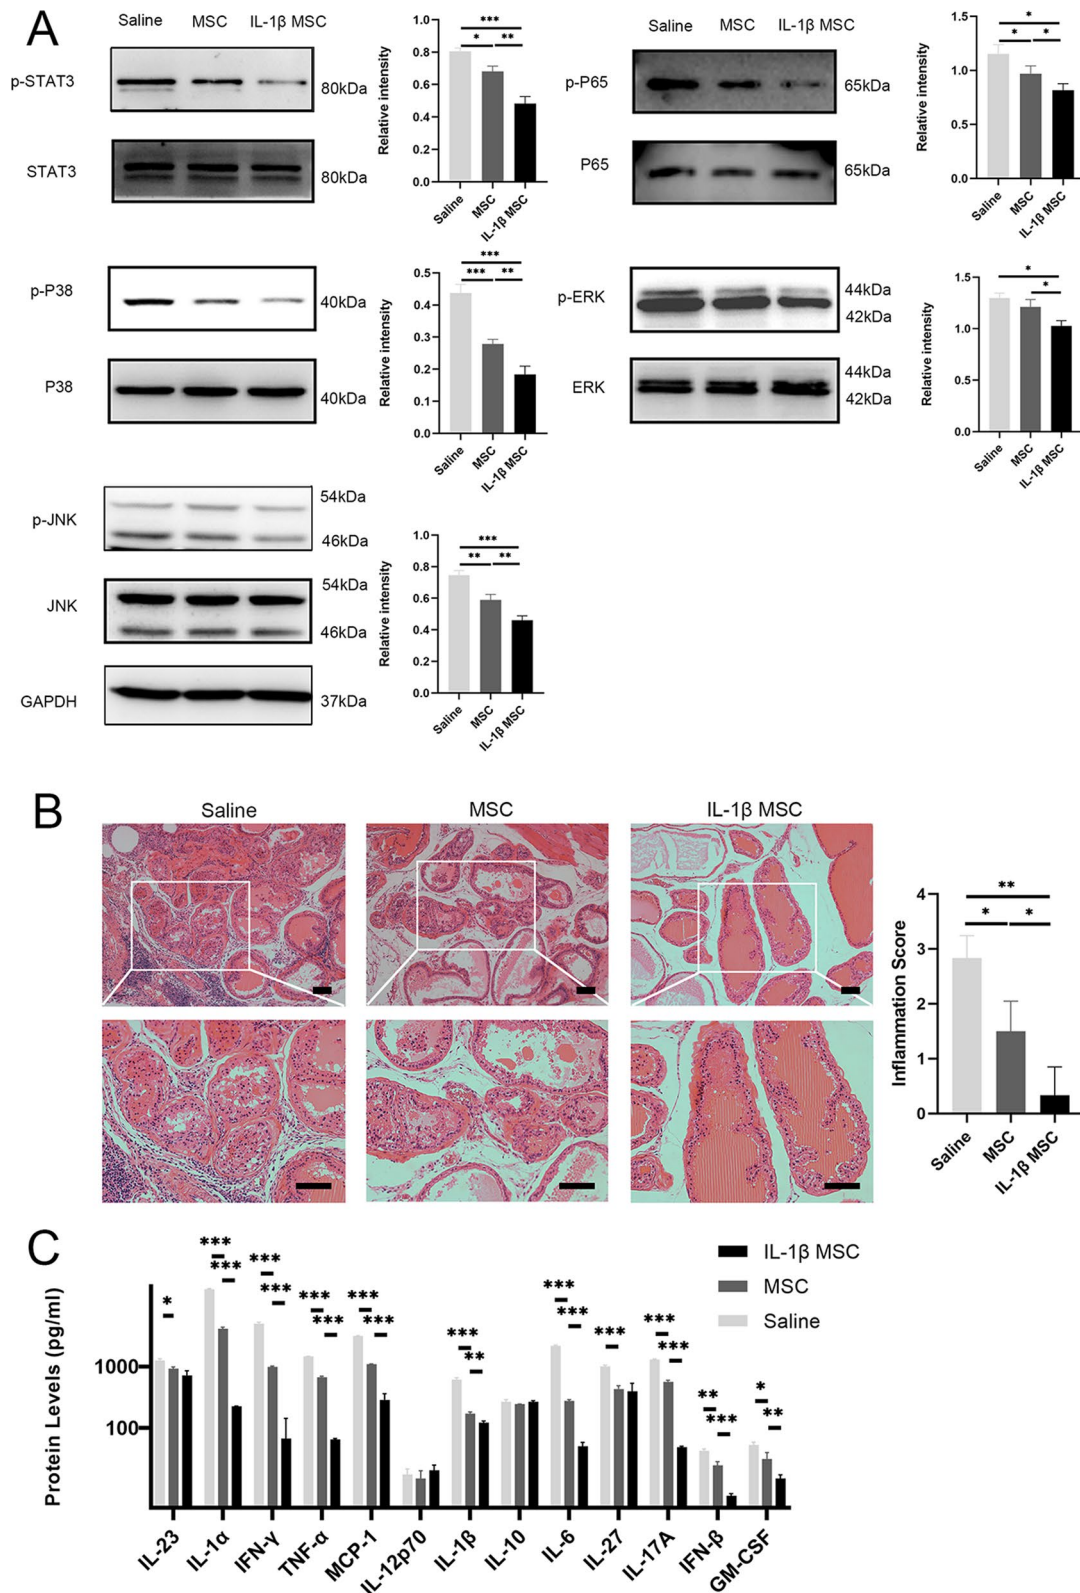 A
Saline MSC IL-1β MSC
p-STAT3
80kDa
STAT3
80kDa
Relative intensity
0.8
0.6
0.4
0.2
0.0
***
* **
Saline
MSC
IL-1β MSC
Saline MSC IL-1β MSC
p-P65
65kDa
P65
65kDa
Relative intensity
1.5
1.0
0.5
0.0
*
* *
Saline
MSC
IL-1β MSC
p-P38
40kDa
P38
40kDa
Relative intensity
0.5
0.4
0.3
0.2
0.1
0.0
***
*** **
Saline
MSC
IL-1β MSC
p-ERK
44kDa
42kDa
ERK
44kDa
42kDa
Relative intensity
1.5
1.0
0.5
0.0
*
*
Saline
MSC
IL-1β MSC
p-JNK
54kDa
46kDa
JNK
54kDa
46kDa
GAPDH
37kDa
Relative intensity
1.0
0.8
0.6
0.4
0.2
0.0
***
** **
Saline
MSC
IL-1β MSC
B
Saline MSC IL-1β MSC
Inflammation Score
4
3
2
1
0
**
* *
Saline
MSC
IL-1β MSC
C
IL-1β MSC
MSC
Saline
Protein Levels (pg/ml)
1000
100
*
***
***
***
***
***
***
***
***
***
**
***
***
***
***
***
**
***
*
**
IL-23
IL-1α
IFN-γ
TNF-α
MCP-1
IL-12p70
IL-1β
IL-10
IL-6
IL-27
IL-17A
IFN-β
GM-CSF